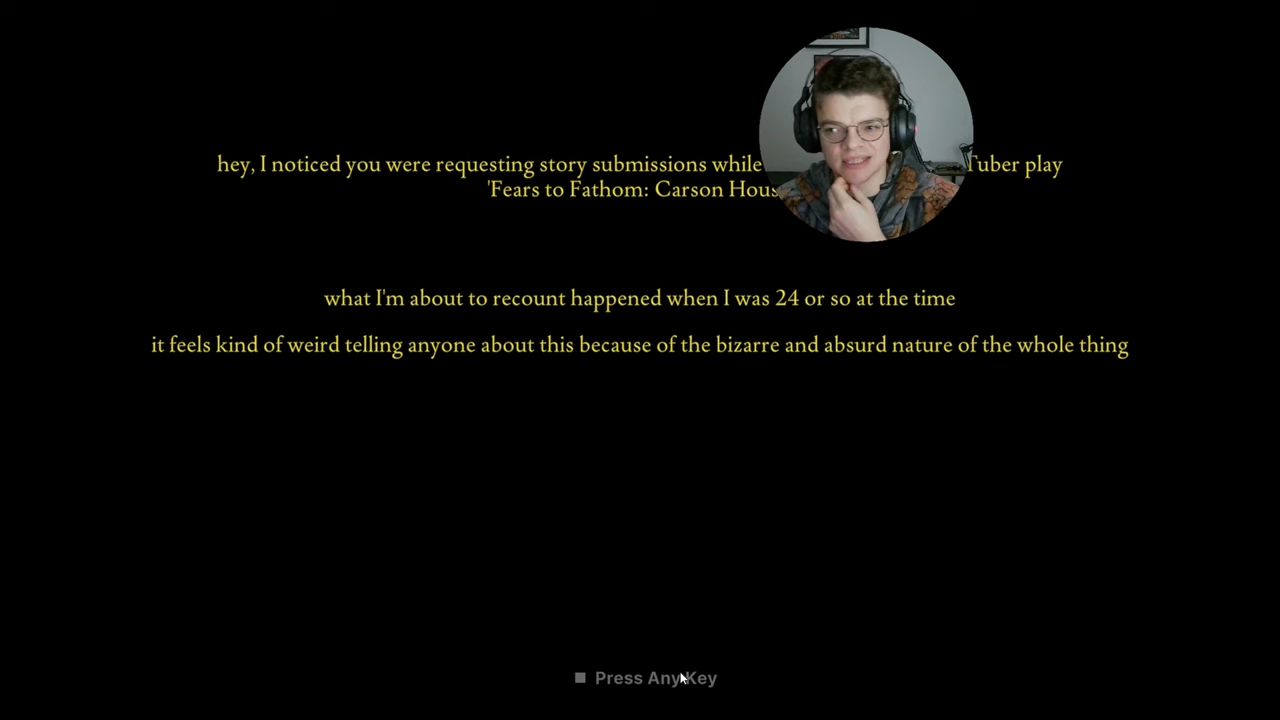 hey, I noticed you were requesting story submissions while Tuber play
'Fears to Fathom: Carson Hous
what I'm about to recount happened when I was 24 or so at the time
it feels kind of weird telling anyone about this because of the bizarre and absurd nature of the whole thing
Press Any Key